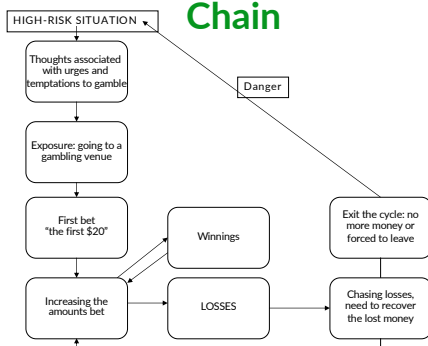 Chain
HIGH-RISK SITUATION
Thoughts associated
with urges and
temptations to gamble
Danger
Exposure: going to a
gambling venue
First bet
"the first $20"
Winnings
Exit the cycle: no
more money or
forced to leave
Increasing the
amounts bet
LOSSES
Chasing losses,
need to recover
the lost money